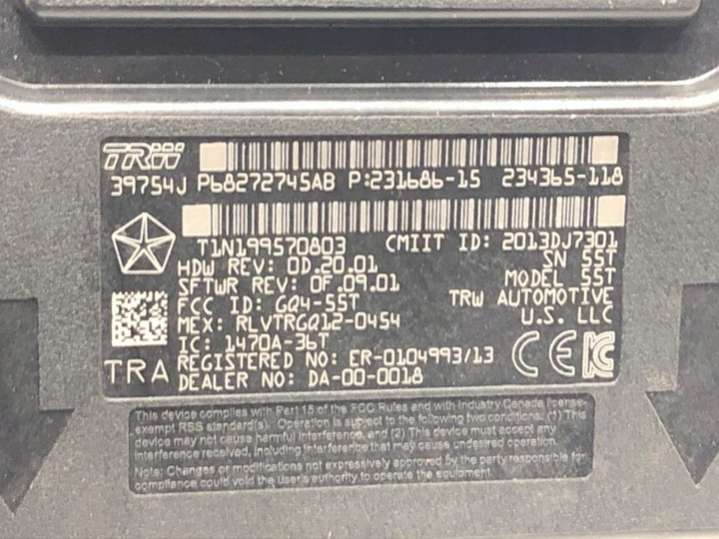 TRW
39754J P68272745AB P:231686-15 234365-118
T1N199570803 CMIIT ID: 2013DJ7301
HDW REV: 0D.20.01 SN 55T
SFTWR REV: 0F.09.01 MODEL 55T
FCC ID: GQ4-55T TRW AUTOMOTIVE
MEX: RLVTRGQ12-0454 U.S. LLC
IC: 1470A-36T
REGISTERED NO: ER-0104993/13
TRA DEALER NO: DA-00-0018 CE
This device complies with Part 15 of the FCC Rules and with Industry Canada license-
exempt RSS standard(s). Operation is subject to the following two conditions: (1) This
device may not cause harmful interference, and (2) This device must accept any
interference received, including interference that may cause undesired operation.
Note: Changes or modifications not expressively approved by the party responsible for
compliance could void the user's authority to operate the equipment.